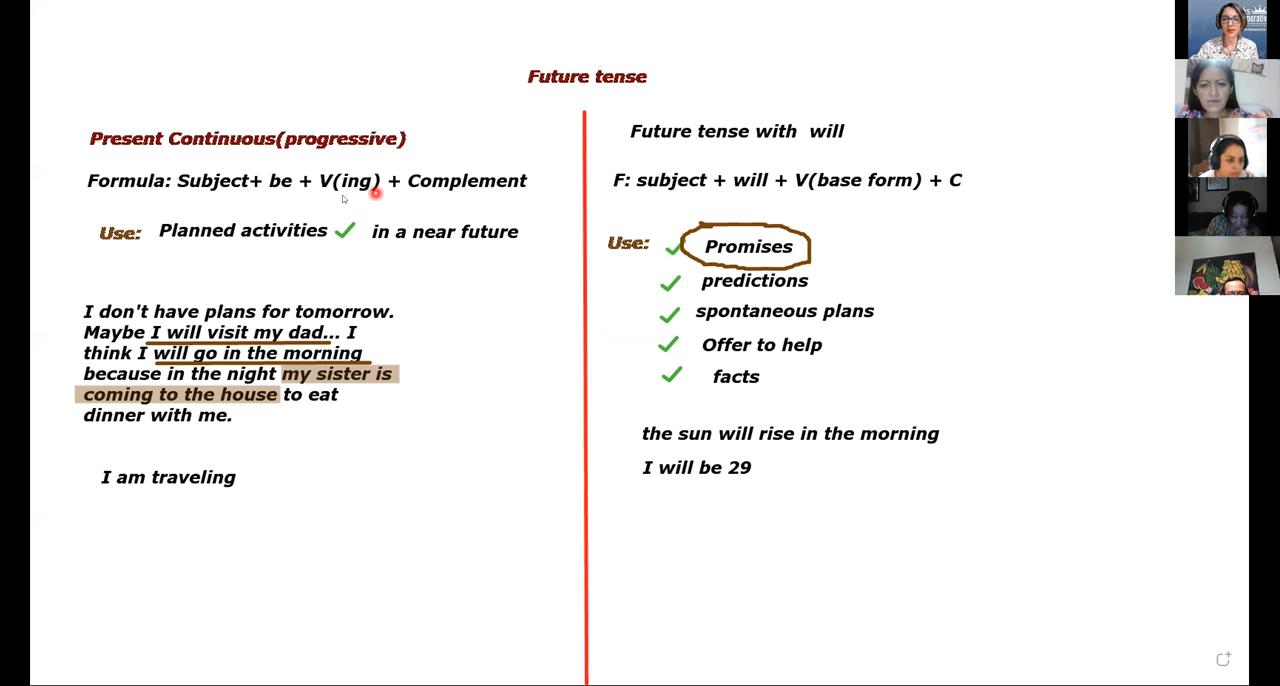 Future tense
Present Continuous(progressive)
Formula: Subject+ be + V(ing) + Complement
Use: Planned activities in a near future
I don't have plans for tomorrow.
Maybe I will visit my dad... I
think I will go in the morning
because in the night my sister is
coming to the house to eat
dinner with me.
I am traveling
Future tense with will
F: subject + will + V(base form) + C
Use: Promises
predictions
spontaneous plans
Offer to help
facts
the sun will rise in the morning
I will be 29